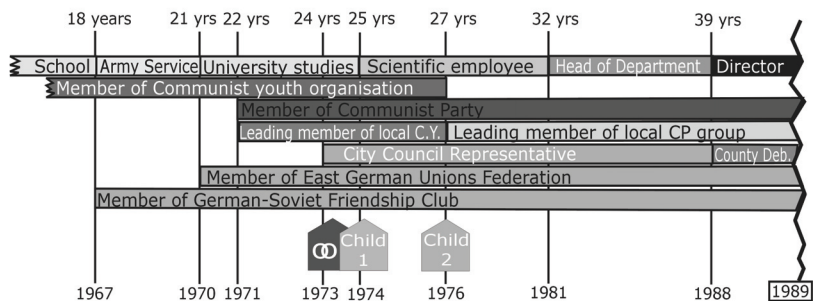 18 years 21 yrs 22 yrs 24 yrs 25 yrs 27 yrs 32 yrs 39 yrs
School Army Service University studies Scientific employee Head of Department Director
Member of Communist youth organisation
Member of Communist Party
Leading member of local C.Y. Leading member of local CP group
City Council Representative County Deb.
Member of East German Unions Federation
Member of German-Soviet Friendship Club
Child
1
Child
2
1967 1970 1971 1973 1974 1976 1981 1988 1989